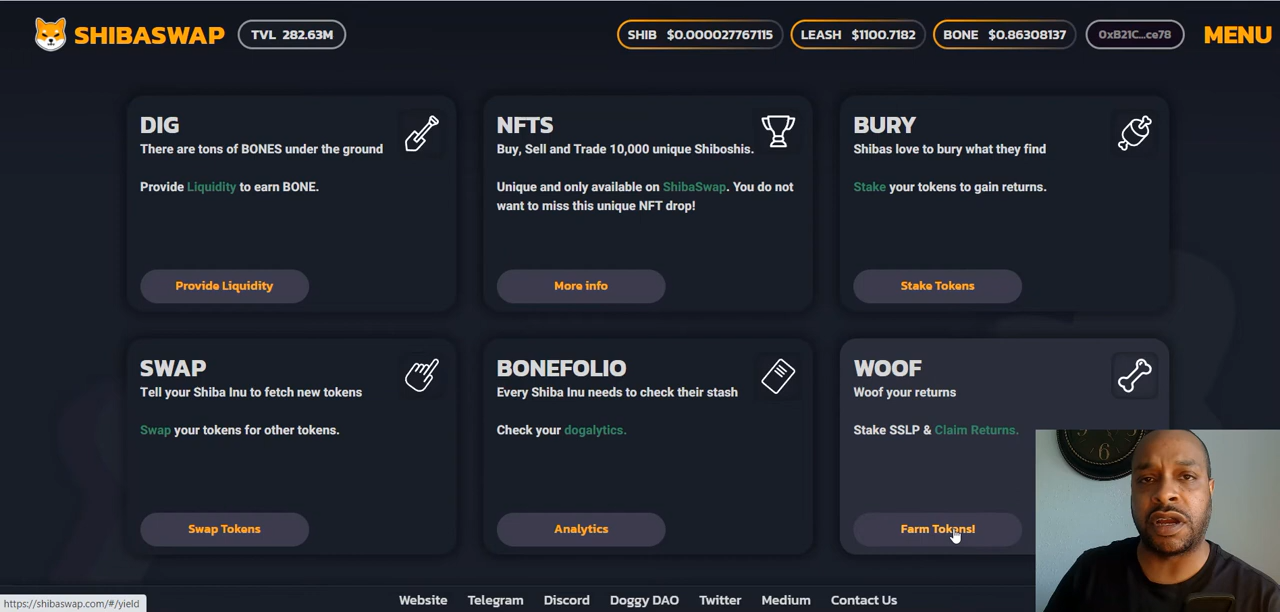 SHIBASWAP
TVL 282.63M
SHIB $0.000027767115
LEASH $1100.7182
BONE $0.86308137
0xB21C...ce78
MENU
DIG
There are tons of BONES under the ground
Provide Liquidity to earn BONE.
Provide Liquidity
NFTS
Buy, Sell and Trade 10,000 unique Shiboshis.
Unique and only available on ShibaSwap. You do not
want to miss this unique NFT drop!
More info
BURY
Shibas love to bury what they find
Stake your tokens to gain returns.
Stake Tokens
SWAP
Tell your Shiba Inu to fetch new tokens
Swap your tokens for other tokens.
Swap Tokens
BONEFOLIO
Every Shiba Inu needs to check their stash
Check your dogalytics.
Analytics
WOOF
Woof your returns
Stake SSLP & Claim Returns.
Farm Tokens!
6
https://shibaswap.com/#/yield
Website Telegram Discord Doggy DAO Twitter Medium Contact Us